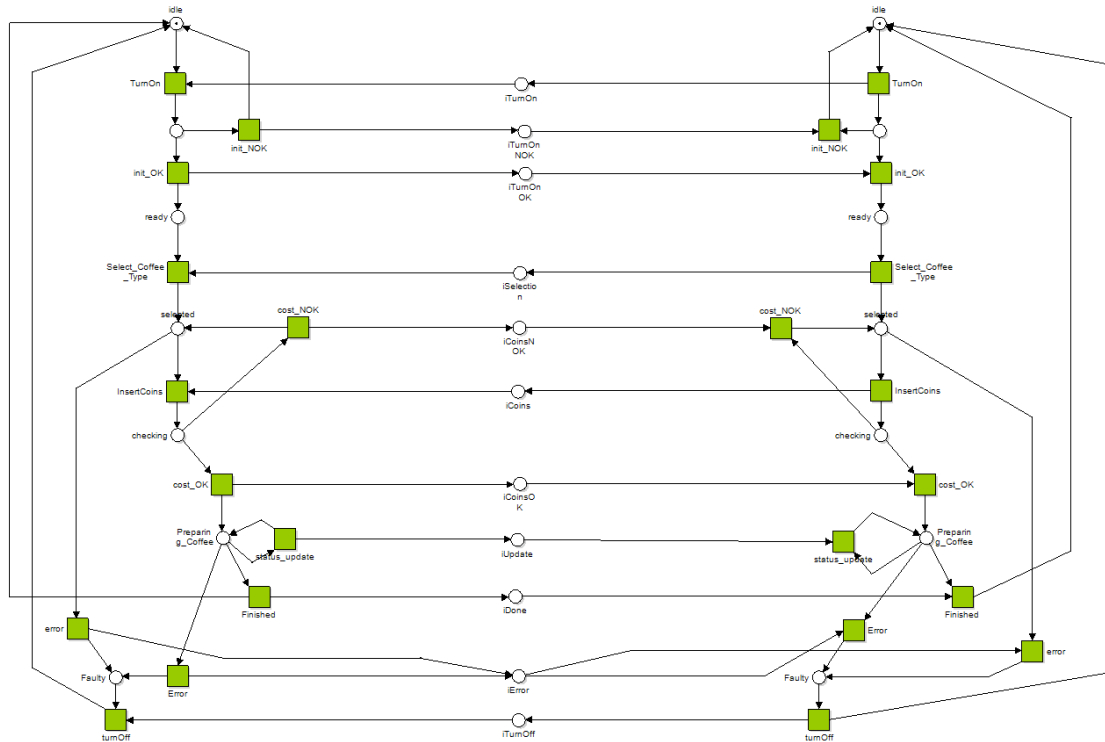 idle
idle
TurnOn
iTurnOn
TurnOn
init_NOK
iTurnOn
NOK
init_NOK
init_OK
iTurnOn
OK
init_OK
ready
ready
Select_Coffee
_Type
iSelectio
n
Select_Coffee
_Type
selected
cost_NOK
iCoinsN
OK
cost_NOK
selected
InsertCoins
iCoins
InsertCoins
checking
checking
cost_OK
iCoinsO
K
cost_OK
Preparin
g_Coffee
status_update
iUpdate
status_update
Preparin
g_Coffee
Finished
iDone
Finished
error
Error
error
Faulty
Error
iError
Faulty
turnOff
iTurnOff
turnOff